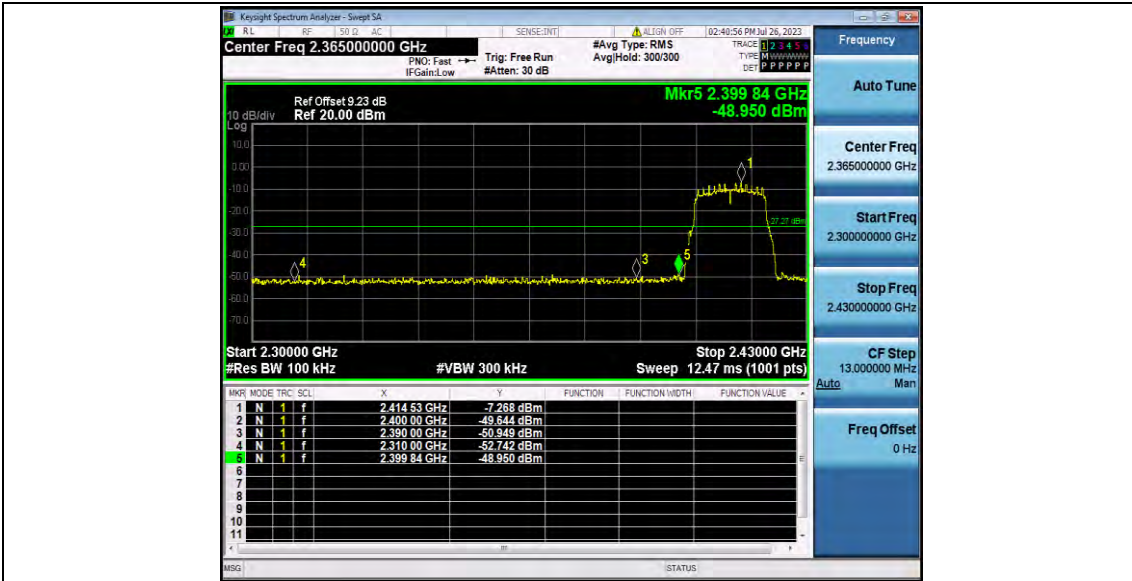 Keysight Spectrum Analyzer - Swept SA
RL RF 50 Ω AC SENSE:INT ALIGN OFF 02:40:56 PM Jul 26, 2023
Center Freq 2.365000000 GHz
#Avg Type: RMS
TRACE 1 2 3 4 5 6
PNO: Fast Trig: Free Run Avg|Hold: 300/300 TYPE M WWWWW
IFGain:Low #Atten: 30 dB DET P P P P P P
Mkr5 2.399 84 GHz
-48.950 dBm
Ref Offset 9.23 dB
10 dB/div Ref 20.00 dBm
Log
10.0
0.00
-10.0
-20.0
-30.0
-40.0
-50.0
-60.0
-70.0
1
-27.27 dBm
4
3
5
Start 2.30000 GHz Stop 2.43000 GHz
#Res BW 100 kHz #VBW 300 kHz Sweep 12.47 ms (1001 pts)
MKR MODE TRC SCL X Y FUNCTION FUNCTION WIDTH FUNCTION VALUE
1 N 1 f 2.414 53 GHz -7.268 dBm
2 N 1 f 2.400 00 GHz -49.644 dBm
3 N 1 f 2.390 00 GHz -50.949 dBm
4 N 1 f 2.310 00 GHz -52.742 dBm
5 N 1 f 2.399 84 GHz -48.950 dBm
6
7
8
9
10
11
MSG STATUS
Frequency
Auto Tune
Center Freq
2.365000000 GHz
Start Freq
2.300000000 GHz
Stop Freq
2.430000000 GHz
CF Step
13.000000 MHz
Auto Man
Freq Offset
0 Hz